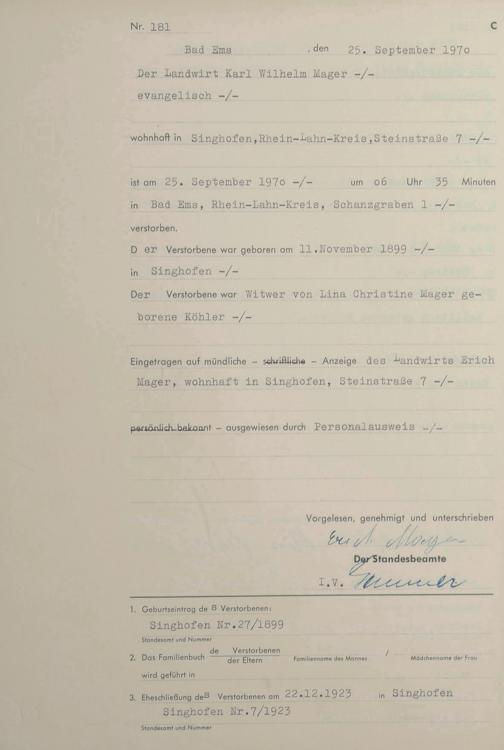 Nr. 181 C
Bad Ems , den 25. September 1970
Der Landwirt Karl Wilhelm Mager -/-
evangelisch -/-
wohnhaft in Singhofen,Rhein-Lahn-Kreis,Steinstraße 7 -/-
ist am 25. September 1970 -/- um 06 Uhr 35 Minuten
in Bad Ems, Rhein-Lahn-Kreis, Schanzgraben 1 -/-
verstorben.
D er Verstorbene war geboren am 11.November 1899 -/-
in Singhofen -/-
Der Verstorbene war Witwer von Lina Christine Mager ge-
borene Köhler -/-
Eingetragen auf mündliche – schriftliche – Anzeige des Landwirts Erich
Mager, wohnhaft in Singhofen, Steinstraße 7 -/-
persönlich bekannt – ausgewiesen durch Personalausweis -/-
Vorgelesen, genehmigt und unterschrieben
Erich Mager
Der Standesbeamte
I.V.
1. Geburtseintrag de s Verstorbenen:
Singhofen Nr.27/1899
Standesamt und Nummer
2. Das Familienbuch de Verstorbenen / der Eltern Familienname des Mannes / Mädchenname der Frau
wird geführt in
3. Eheschließung des Verstorbenen am 22.12.1923 in Singhofen
Singhofen Nr.7/1923
Standesamt und Nummer